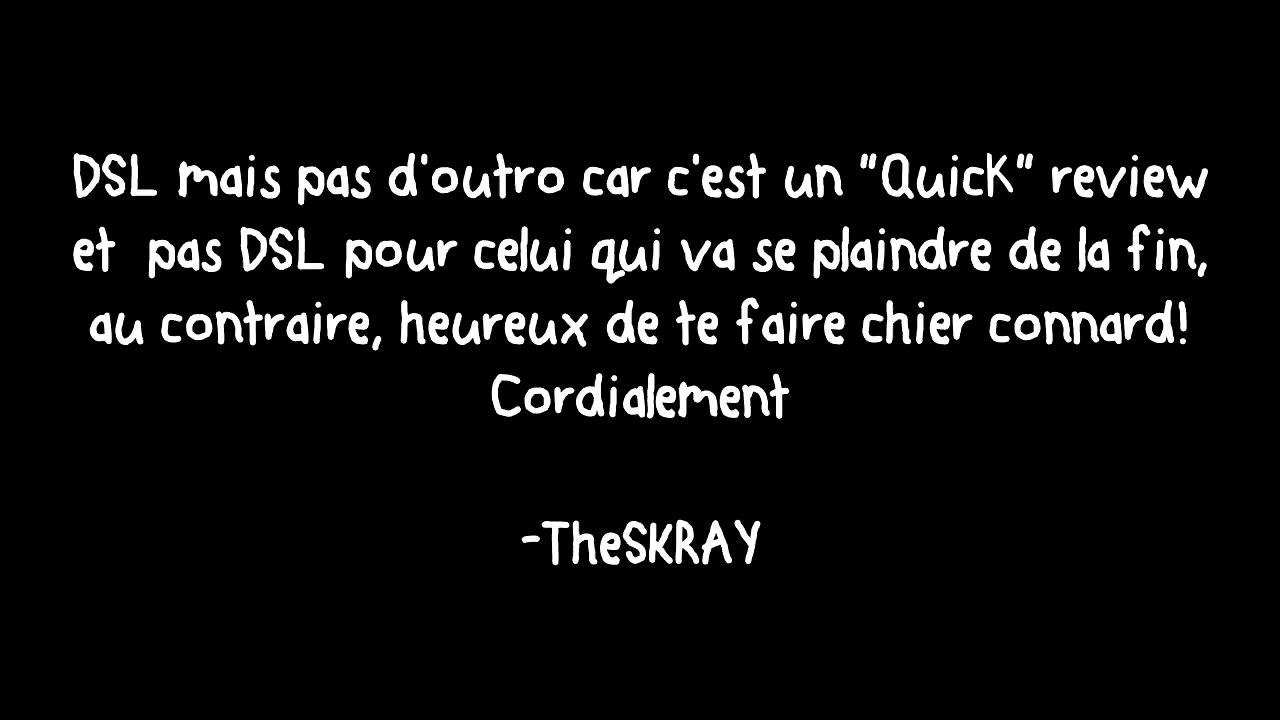 DSL mais pas d'outro car c'est un "Quick" review
et  pas DSL pour celui qui va se plaindre de la fin,
au contraire, heureux de te faire chier connard!
Cordialement
-TheSKRAY